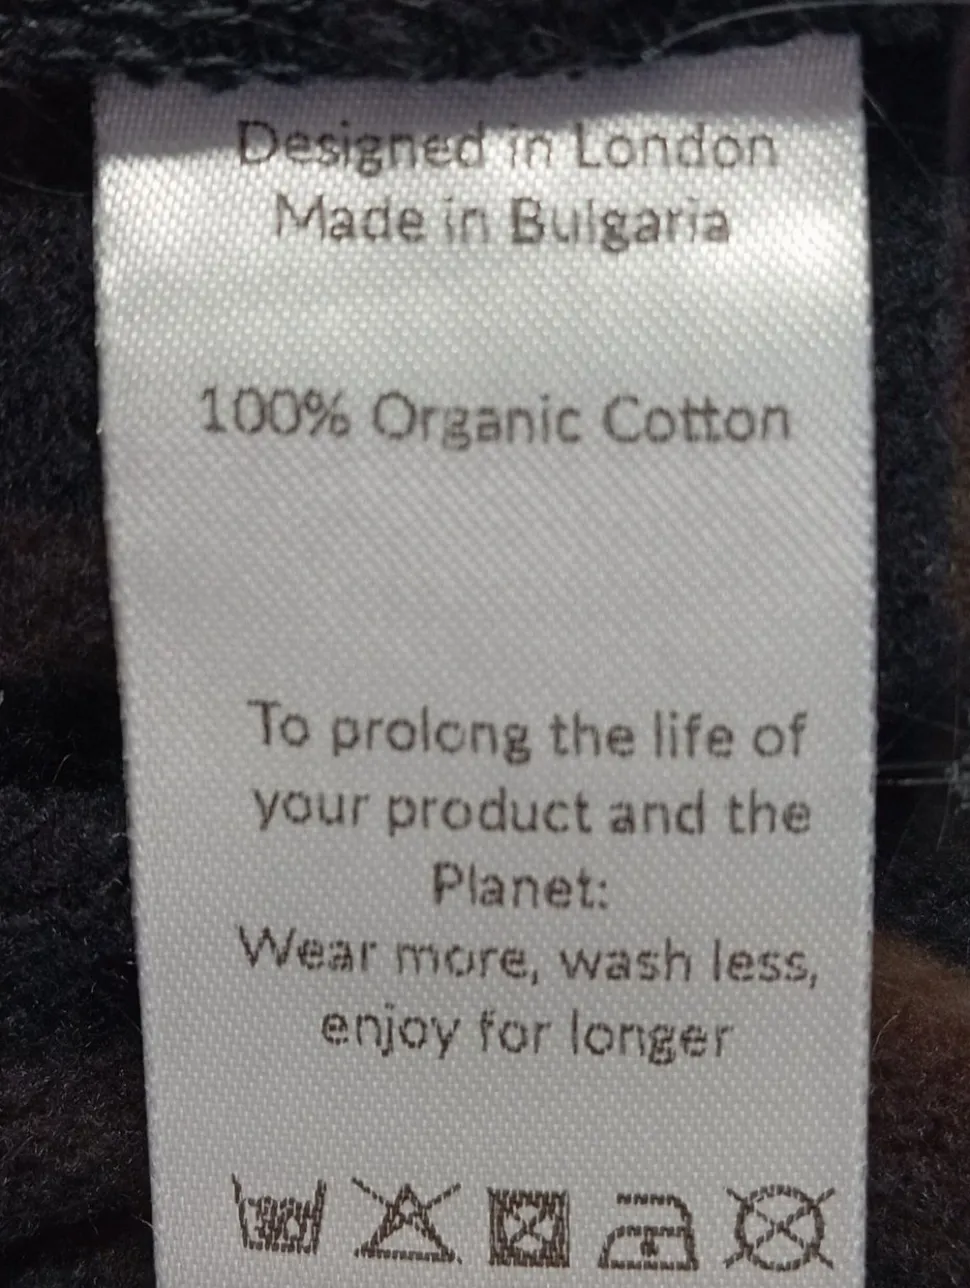 Designed in London
Made in Bulgaria
100% Organic Cotton
To prolong the life of
your product and the
Planet:
Wear more, wash less,
enjoy for longer